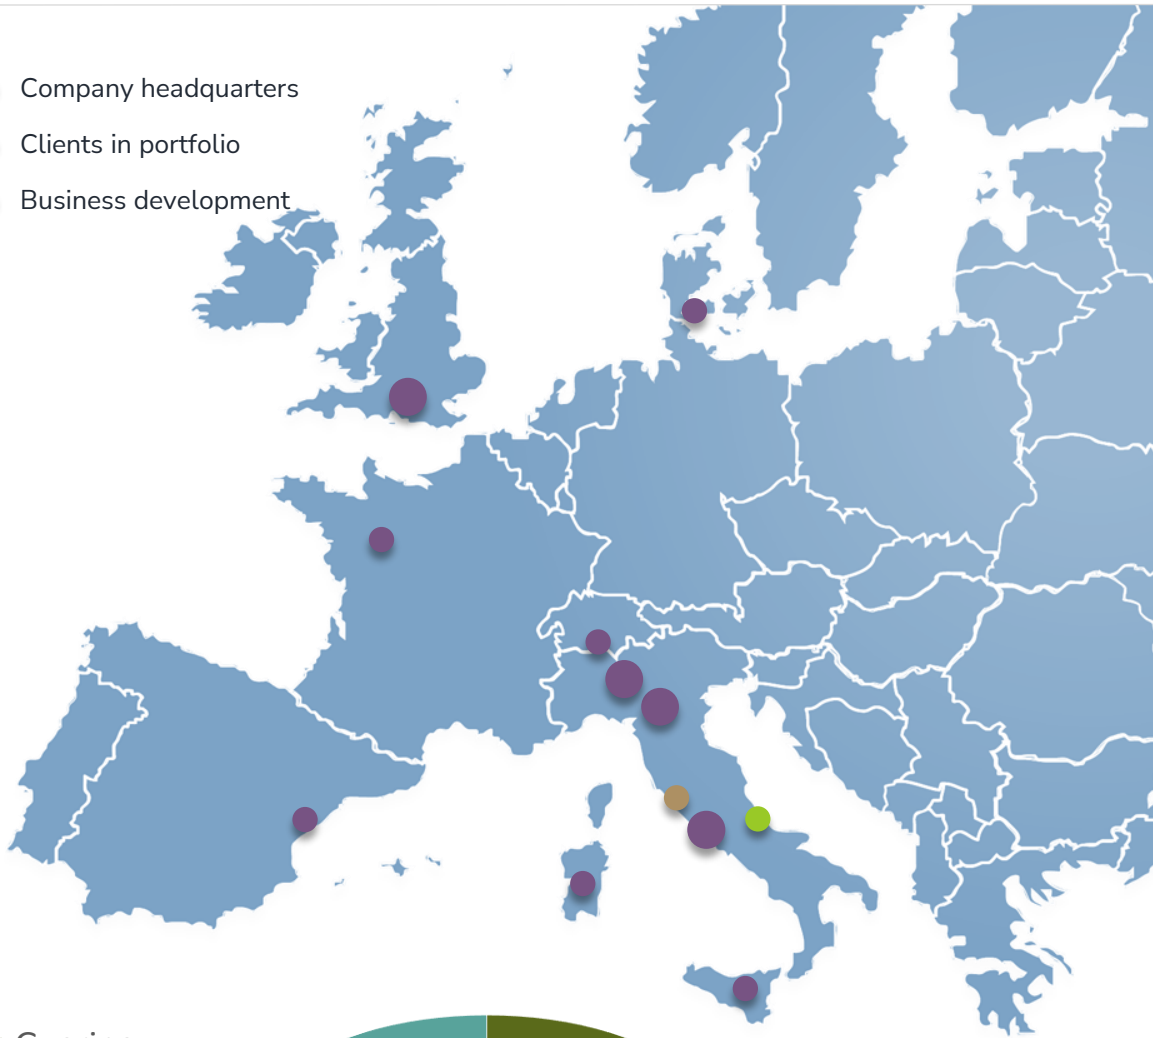 Company headquarters
Clients in portfolio
Business development